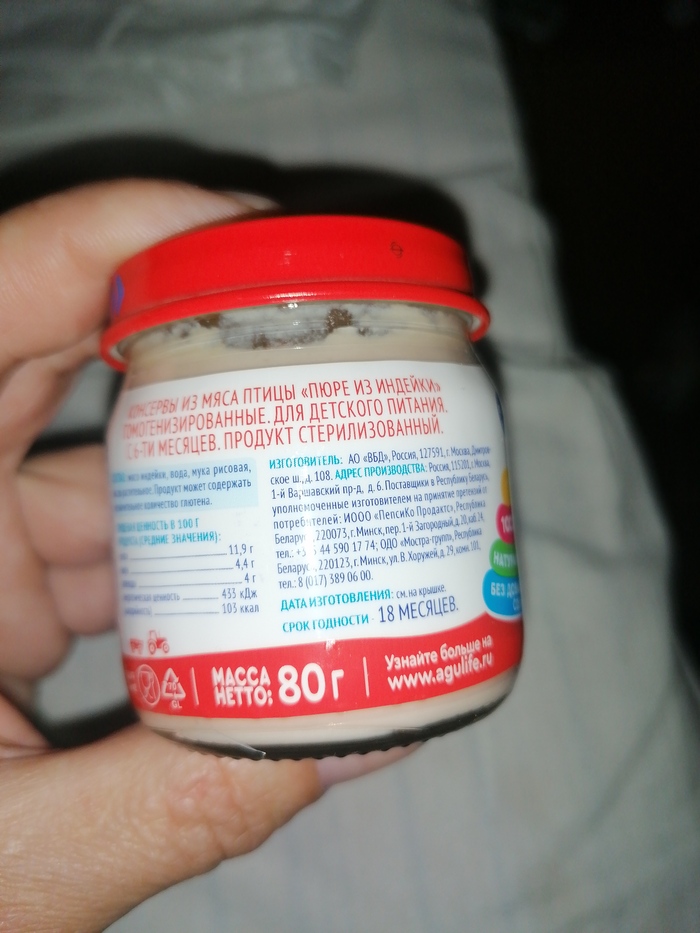 КОНСЕРВЫ ИЗ МЯСА ПТИЦЫ «ПЮРЕ ИЗ ИНДЕЙКИ»
ГОМОГЕНИЗИРОВАННЫЕ. ДЛЯ ДЕТСКОГО ПИТАНИЯ.
С 6-ТИ МЕСЯЦЕВ. ПРОДУКТ СТЕРИЛИЗОВАННЫЙ.
мясо индейки, вода, мука рисовая,
Продукт может содержать
количество глютена.
ЦЕННОСТЬ В 100 Г
(СРЕДНИЕ ЗНАЧЕНИЯ):
11,9 г
4,4 г
4 г
ценность 433 кДж
103 ккал
ИЗГОТОВИТЕЛЬ: АО «ВБД», Россия, 127591, г. Москва, Дмитров-
ское ш., д. 108. АДРЕС ПРОИЗВОДСТВА: Россия, 115201, г. Москва,
1-й Варшавский пр-д, д. 6. Поставщики в Республику Беларусь,
уполномоченные изготовителем на принятие претензий от
потребителей: ИООО «ПепсиКо Продактс», Республика
Беларусь, 220073, г. Минск, пер. 1-й Загородный, д. 20, каб. 24,
тел.: 44 590 17 74; ОДО «Мостра-групп», Республика
Беларусь, 220123, г. Минск, ул. В. Хоружей, д. 29, комн. 101,
тел.: 8 (017) 389 06 00.
ДАТА ИЗГОТОВЛЕНИЯ: см. на крышке.
СРОК ГОДНОСТИ - 18 МЕСЯЦЕВ.
БЕЗ
GL
МАССА
НЕТТО: 80 г
Узнайте больше на
www.agulife.ru